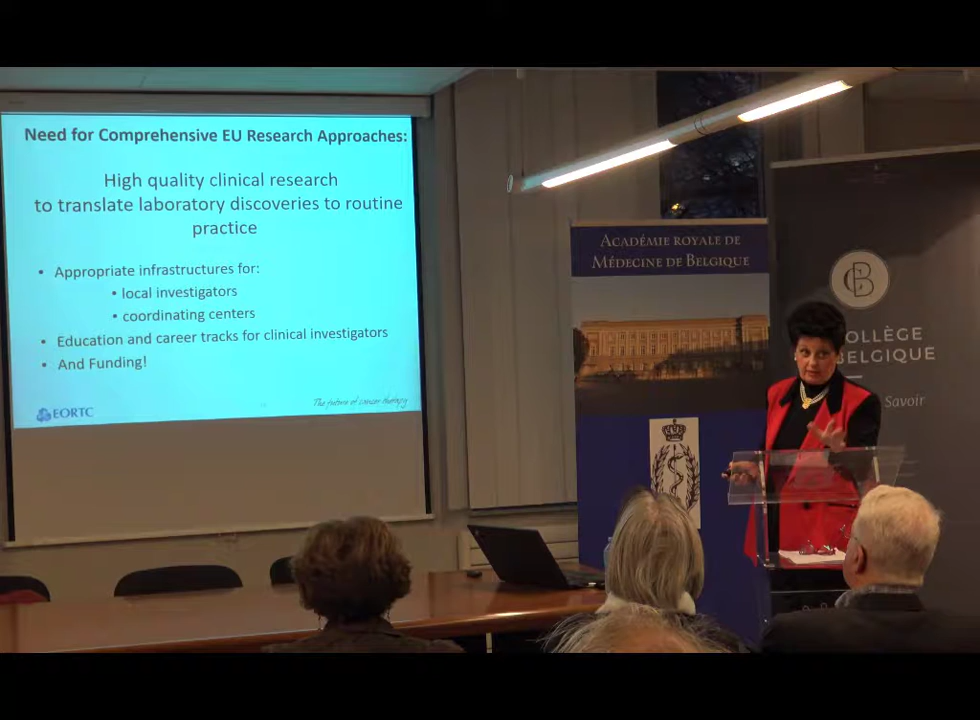 Need for Comprehensive EU Research Approaches:
High quality clinical research
to translate laboratory discoveries to routine
practice
• Appropriate infrastructures for:
• local investigators
• coordinating centers
• Education and career tracks for clinical investigators
• And Funding!
EORTC
The future of cancer therapy
ACADÉMIE ROYALE DE
MÉDECINE DE BELGIQUE
CB
OLLÈGE
BELGIQUE
Savoir